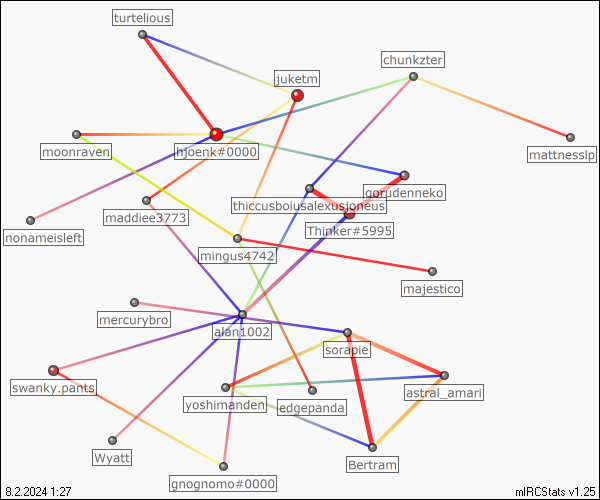 turtelious
chunkzter
juketm
moonraven
hjoenk#0000
mattnesslp
gorudenneko
thiccusboiusalexusjoneus
maddiee3773
nonameisleft
Thinker#5995
mingus4742
majestico
mercurybro
alan1002
sorapie
swanky.pants
astral_amari
yoshimanden
edgepanda
Wyatt
Bertram
gnognomo#0000
8.2.2024 1:27
mIRCStats v1.25